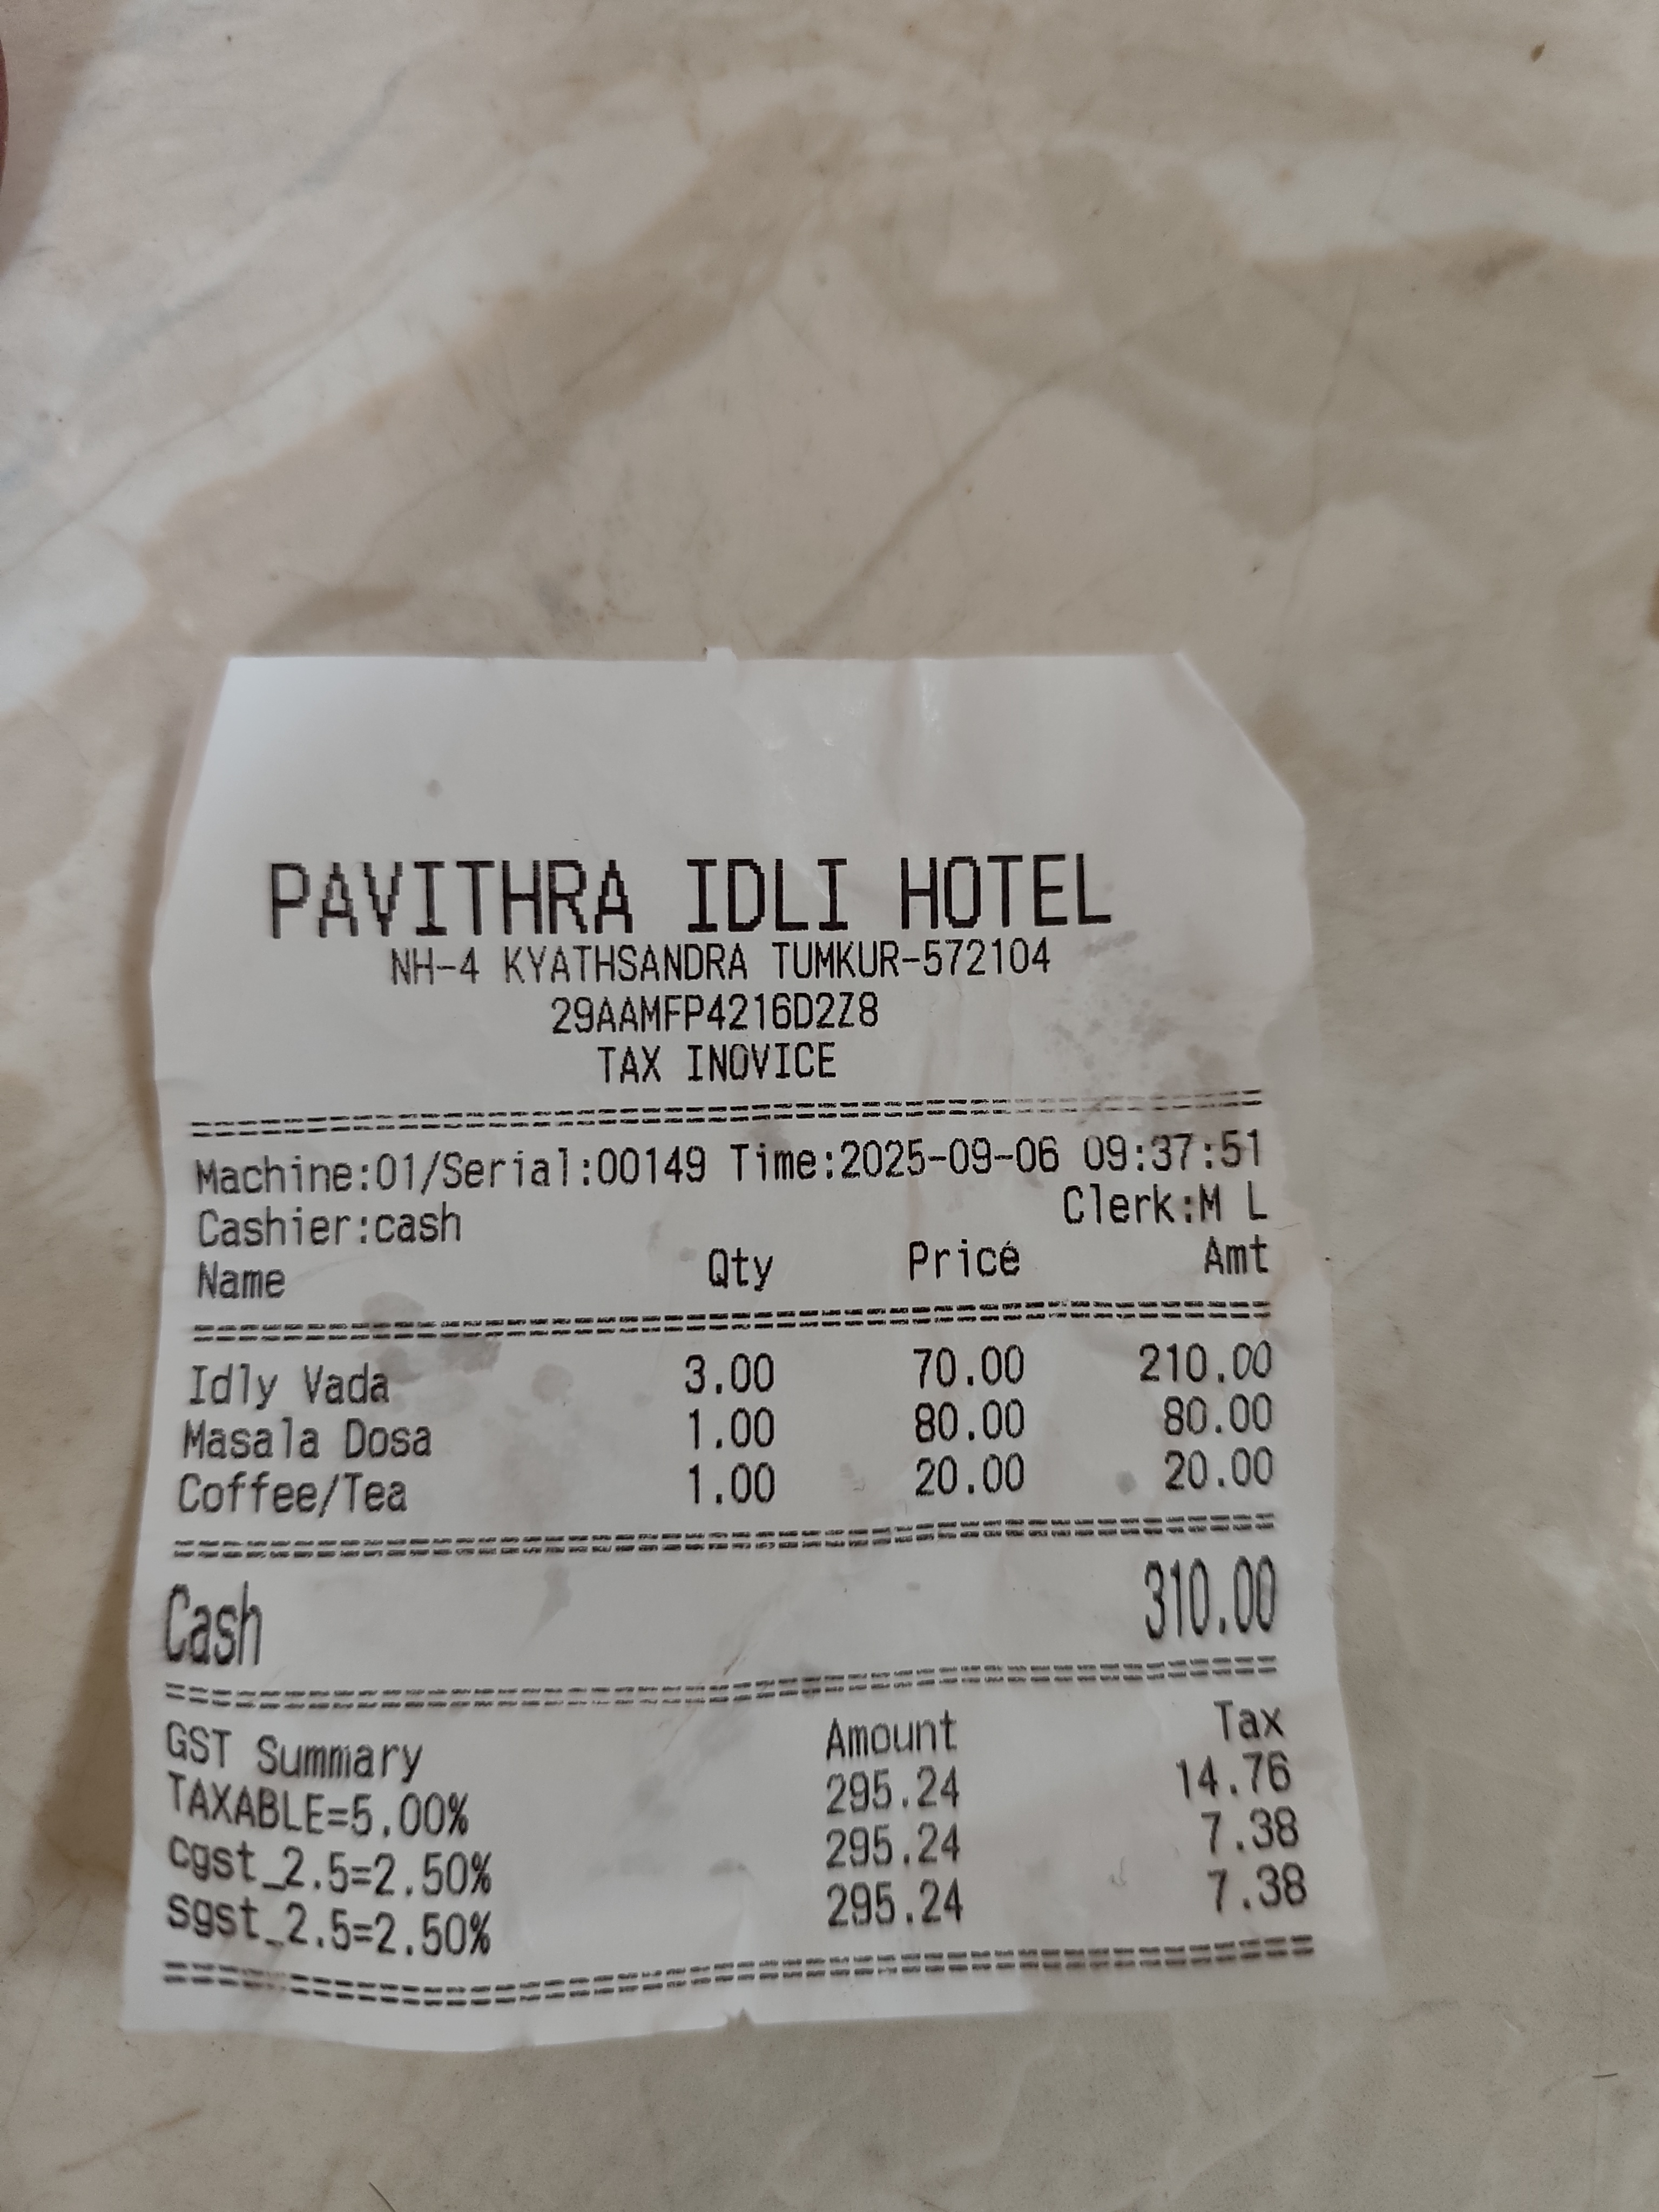 PAVITHRA IDLI HOTEL
NH-4 KYATHSANDRA TUMKUR-572104
29AAMFP4216D2Z8
TAX INOVICE
Machine:01/Serial:00149 Time:2025-09-06 09:37:51
Cashier:cash Clerk:M L
Name Qty Price Amt
Idly Vada 3.00 70.00 210.00
Masala Dosa 1.00 80.00 80.00
Coffee/Tea 1.00 20.00 20.00
Cash 310.00
GST Summary Amount Tax
TAXABLE=5.00% 295.24 14.76
cgst_2.5=2.50% 295.24 7.38
sgst_2.5=2.50% 295.24 7.38